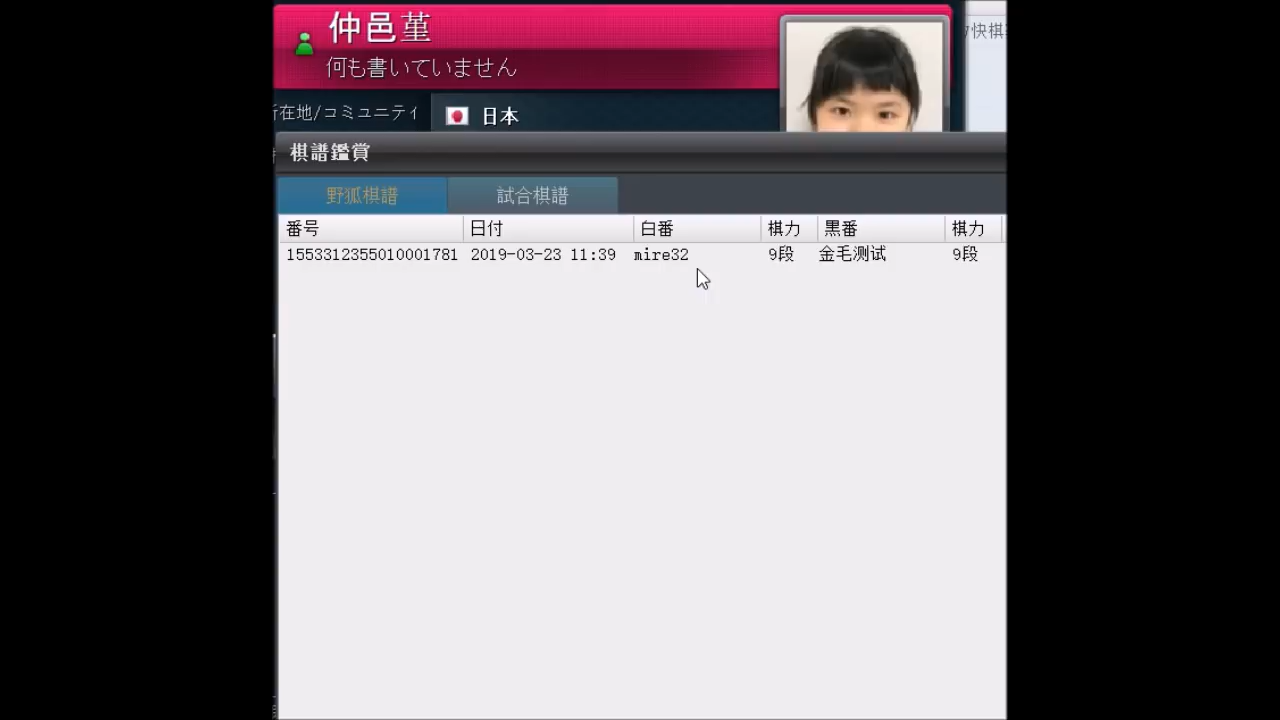 仲邑菫
何も書いていません
快棋
所在地/コミュニティ
日本
棋譜鑑賞
野狐棋譜 試合棋譜
番号 日付 白番 棋力 黒番 棋力
1553312355010001781 2019-03-23 11:39 mire32 9段 金毛测试 9段